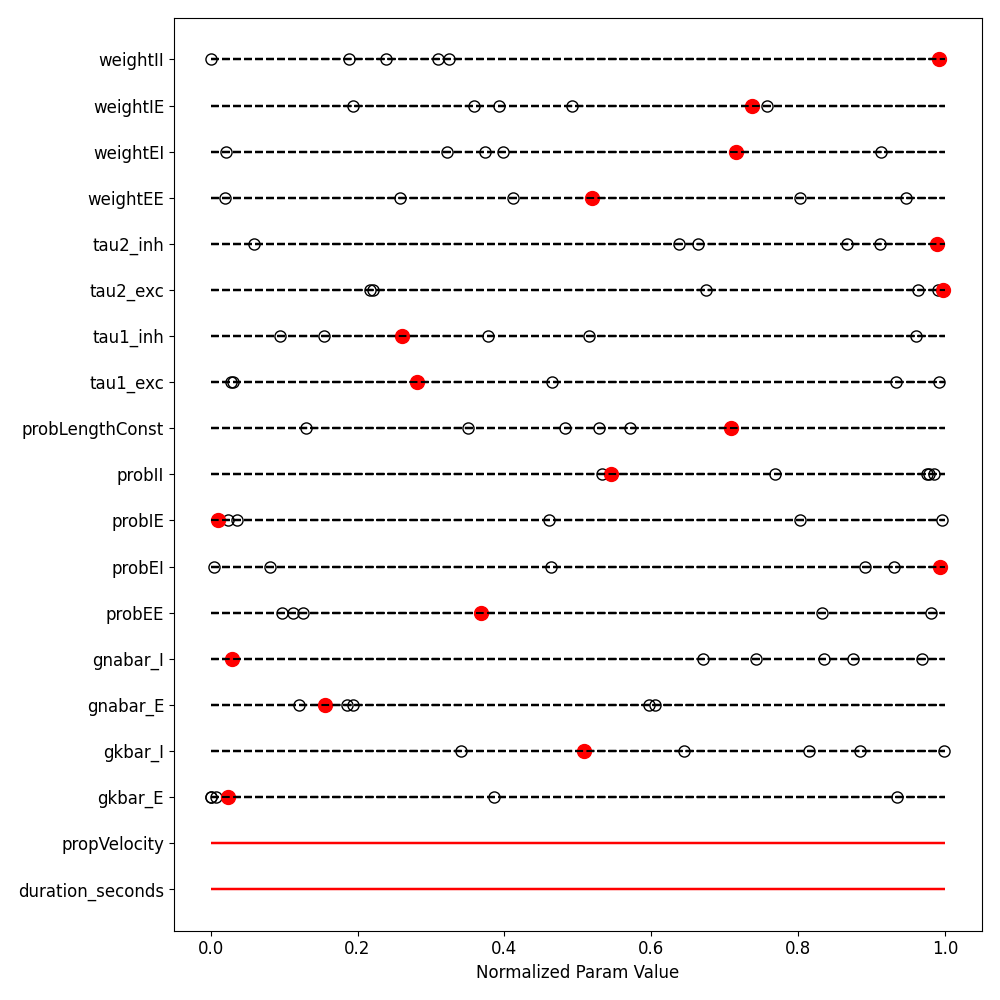 weightII
weightIE
weightEI
weightEE
tau2_inh
tau2_exc
tau1_inh
tau1_exc
probLengthConst
probII
probIE
probEI
probEE
gnabar_I
gnabar_E
gkbar_I
gkbar_E
propVelocity
duration_seconds
0.0 0.2 0.4 0.6 0.8 1.0
Normalized Param Value